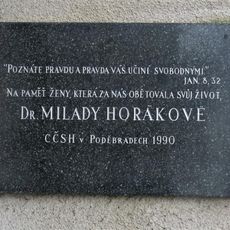 "POZNÁTE PRAVDU A PRAVDA VÁS UČINÍ SVOBODNÝMI."
JAN. 8, 32
NA PAMĚŤ ŽENY, KTERÁ ZA NÁS OBĚTOVALA SVŮJ ŽIVOT,
DR. MILADY HORÁKOVÉ
CČSH V PODĚBRADECH 1990